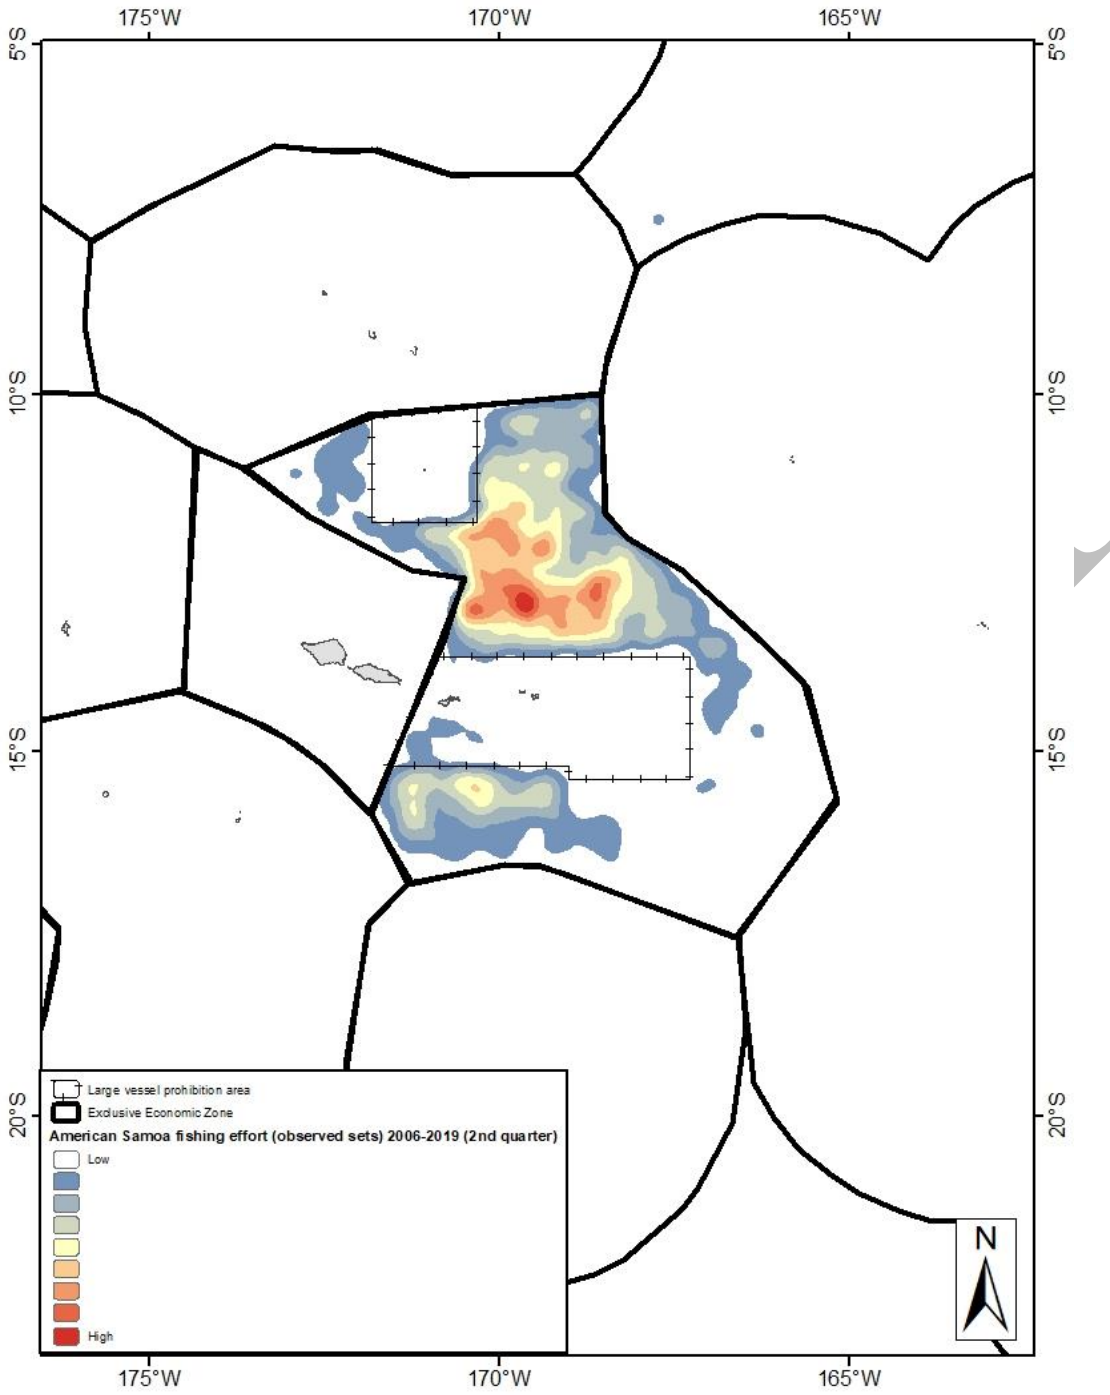 175°W 170°W 165°W
5°S 5°S
10°S 10°S
15°S 15°S
20°S 20°S
Large vessel prohibition area
Exclusive Economic Zone
American Samoa fishing effort (observed sets) 2006-2019 (2nd quarter)
Low
High
N
175°W 170°W 165°W